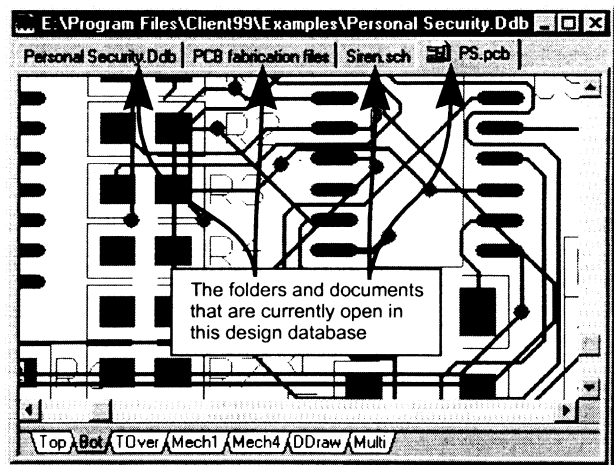 E:\Program Files\Client99\Examples\Personal Security.Ddb
Personal Security.Ddb PCB fabrication files Siren.sch PS.pcb
R3
The folders and documents
that are currently open in
this design database
Top Bot TOver Mech1 Mech4 DDraw Multi